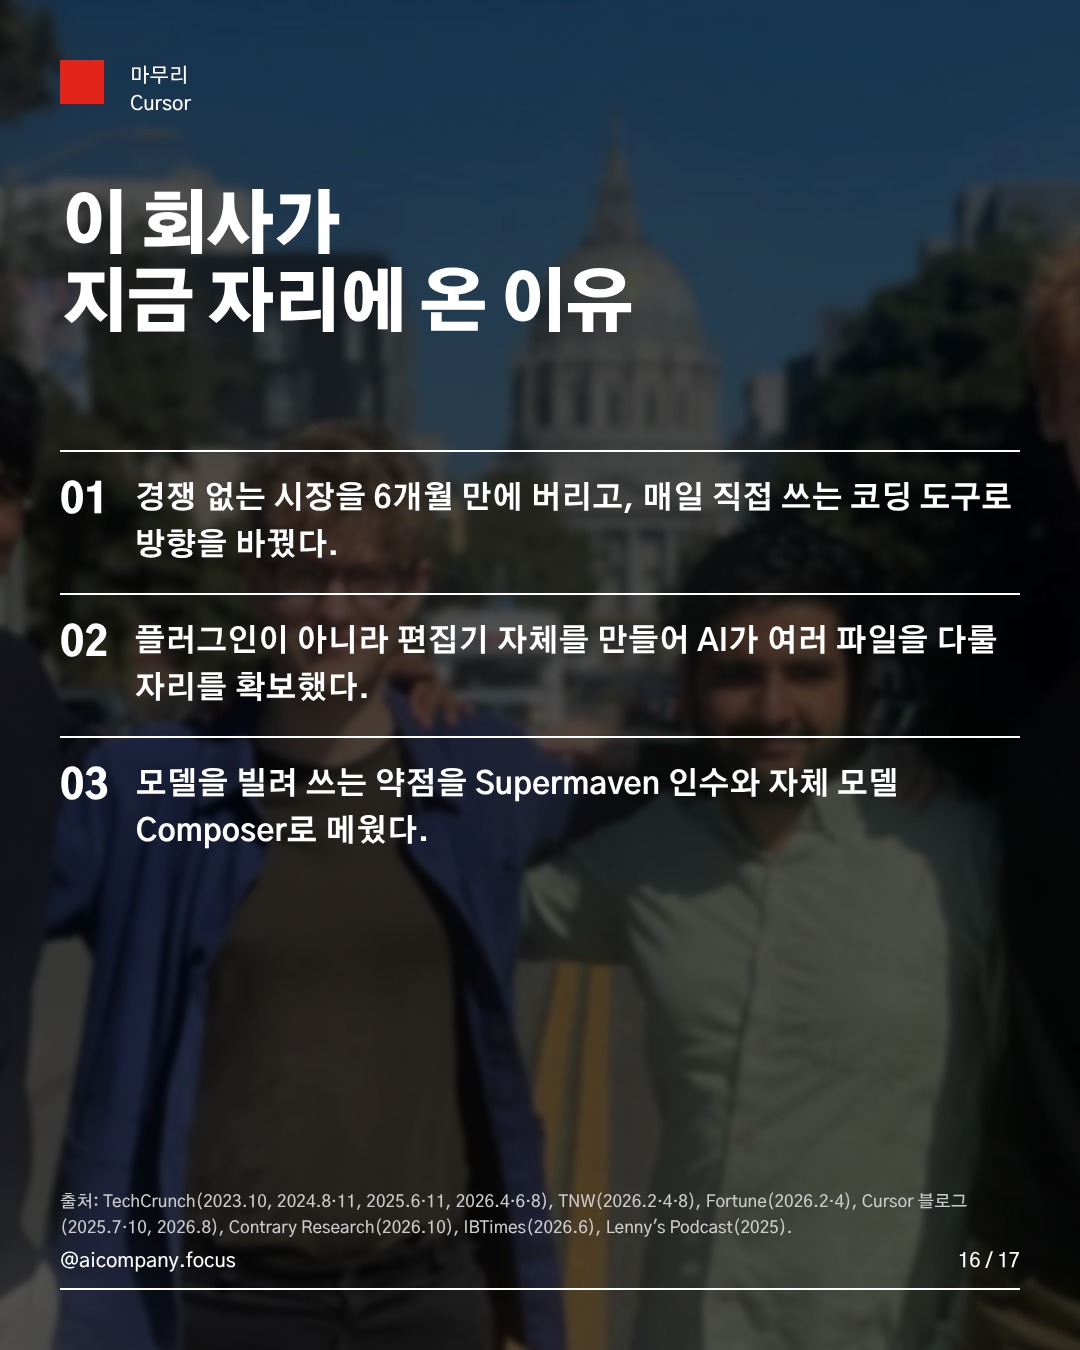 마무리
Cursor
이 회사가
지금 자리에 온 이유
01 경쟁 없는 시장을 6개월 만에 버리고, 매일 직접 쓰는 코딩 도구로
방향을 바꿨다.
02 플러그인이 아니라 편집기 자체를 만들어 AI가 여러 파일을 다룰
자리를 확보했다.
03 모델을 빌려 쓰는 약점을 Supermaven 인수와 자체 모델
Composer로 메웠다.
출처: TechCrunch(2023.10, 2024.8·11, 2025.6·11, 2026.4·6·8), TNW(2026.2·4·8), Fortune(2026.2·4), Cursor 블로그
(2025.7·10, 2026.8), Contrary Research(2026.10), IBTimes(2026.6), Lenny’s Podcast(2025).
@aicompany.focus 16 / 17